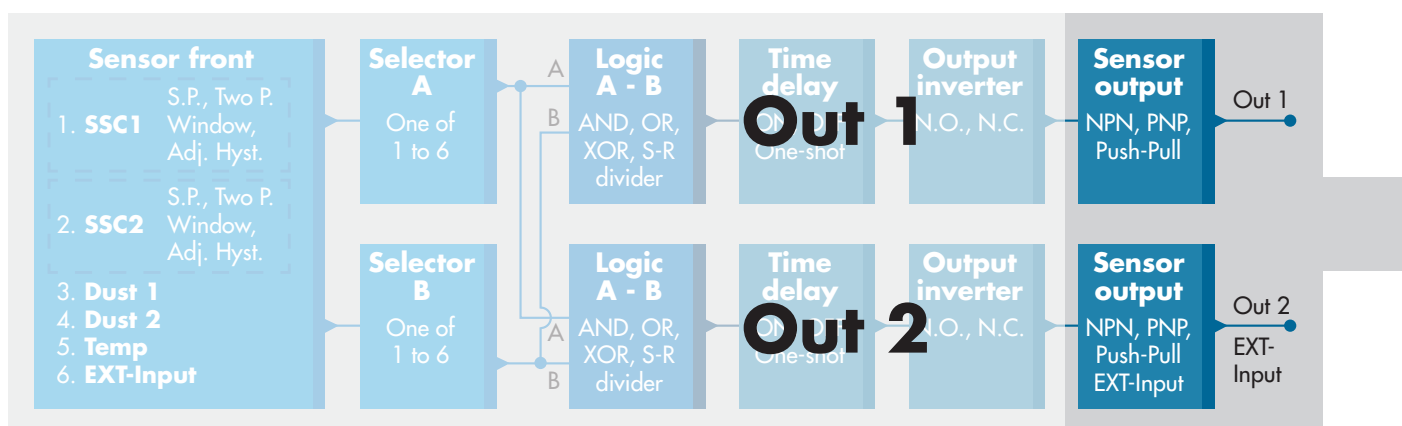 Sensor front
1. SSC1
S.P., Two P.
Window,
Adj. Hyst.
2. SSC2
S.P., Two P.
Window,
Adj. Hyst.
3. Dust 1
4. Dust 2
5. Temp
6. EXT-Input
Selector
A
One of
1 to 6
Selector
B
One of
1 to 6
A
B
Logic
A - B
AND, OR,
XOR, S-R
divider
Time
delay
One-shot
Out 1
Output
inverter
N.O., N.C.
Sensor
output
NPN, PNP,
Push-Pull
Out 1
A
B
Logic
A - B
AND, OR,
XOR, S-R
divider
Time
delay
One-shot
Out 2
Output
inverter
N.O., N.C.
Sensor
output
NPN, PNP,
Push-Pull
EXT-Input
Out 2
EXT-
Input